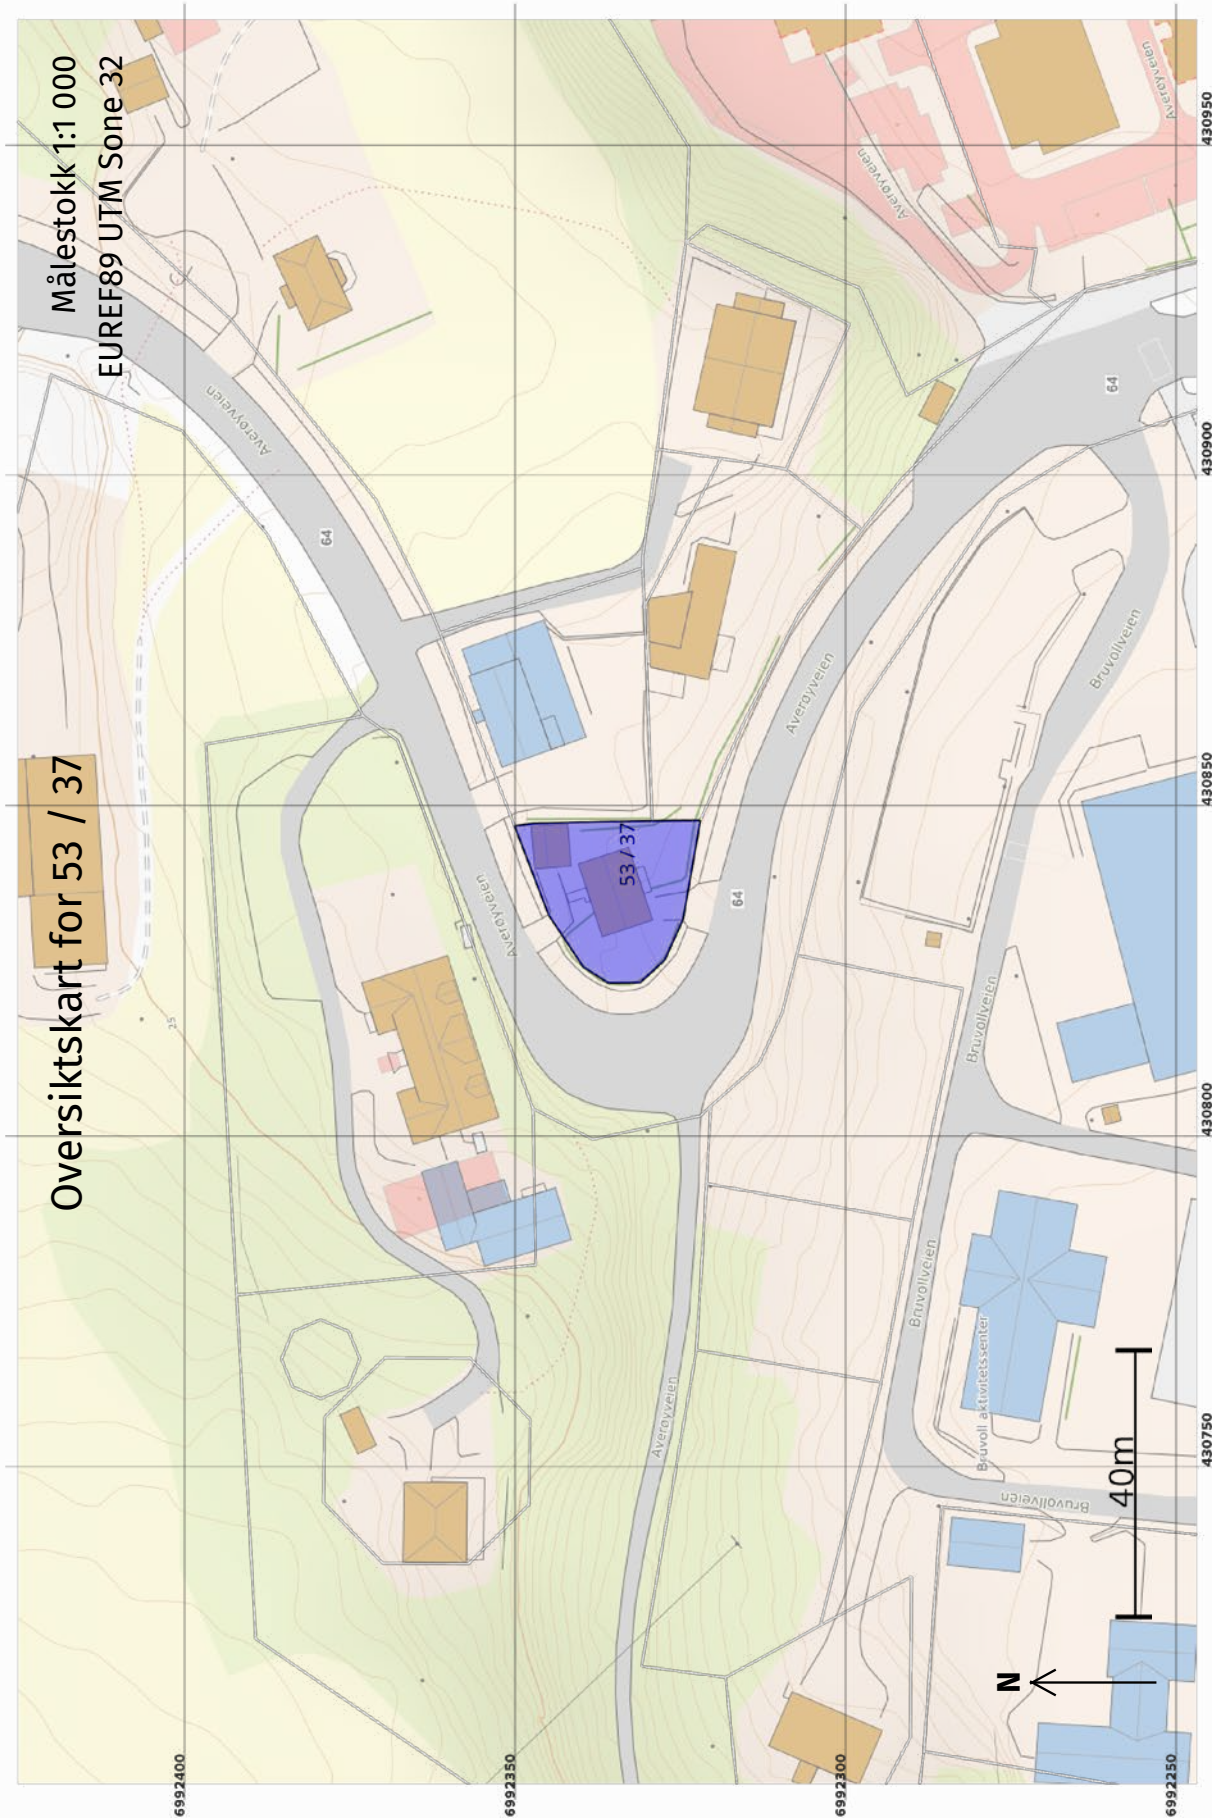 Oversiktskart for 53 / 37
Målestokk 1:1 000
EUREF89 UTM Sone 32
6992400
6992350
6992300
6992250
430750
430800
430850
430900
430950
Averøyveien
64
Averøyveien
53 / 37
64
Averøyveien
64
Averøyveien
Averøyveien
Averøyveien
Bruvollveien
Bruvollveien
Bruvollveien
Bruvollveien
Bruvoll aktivitetssenter
25
N
40m